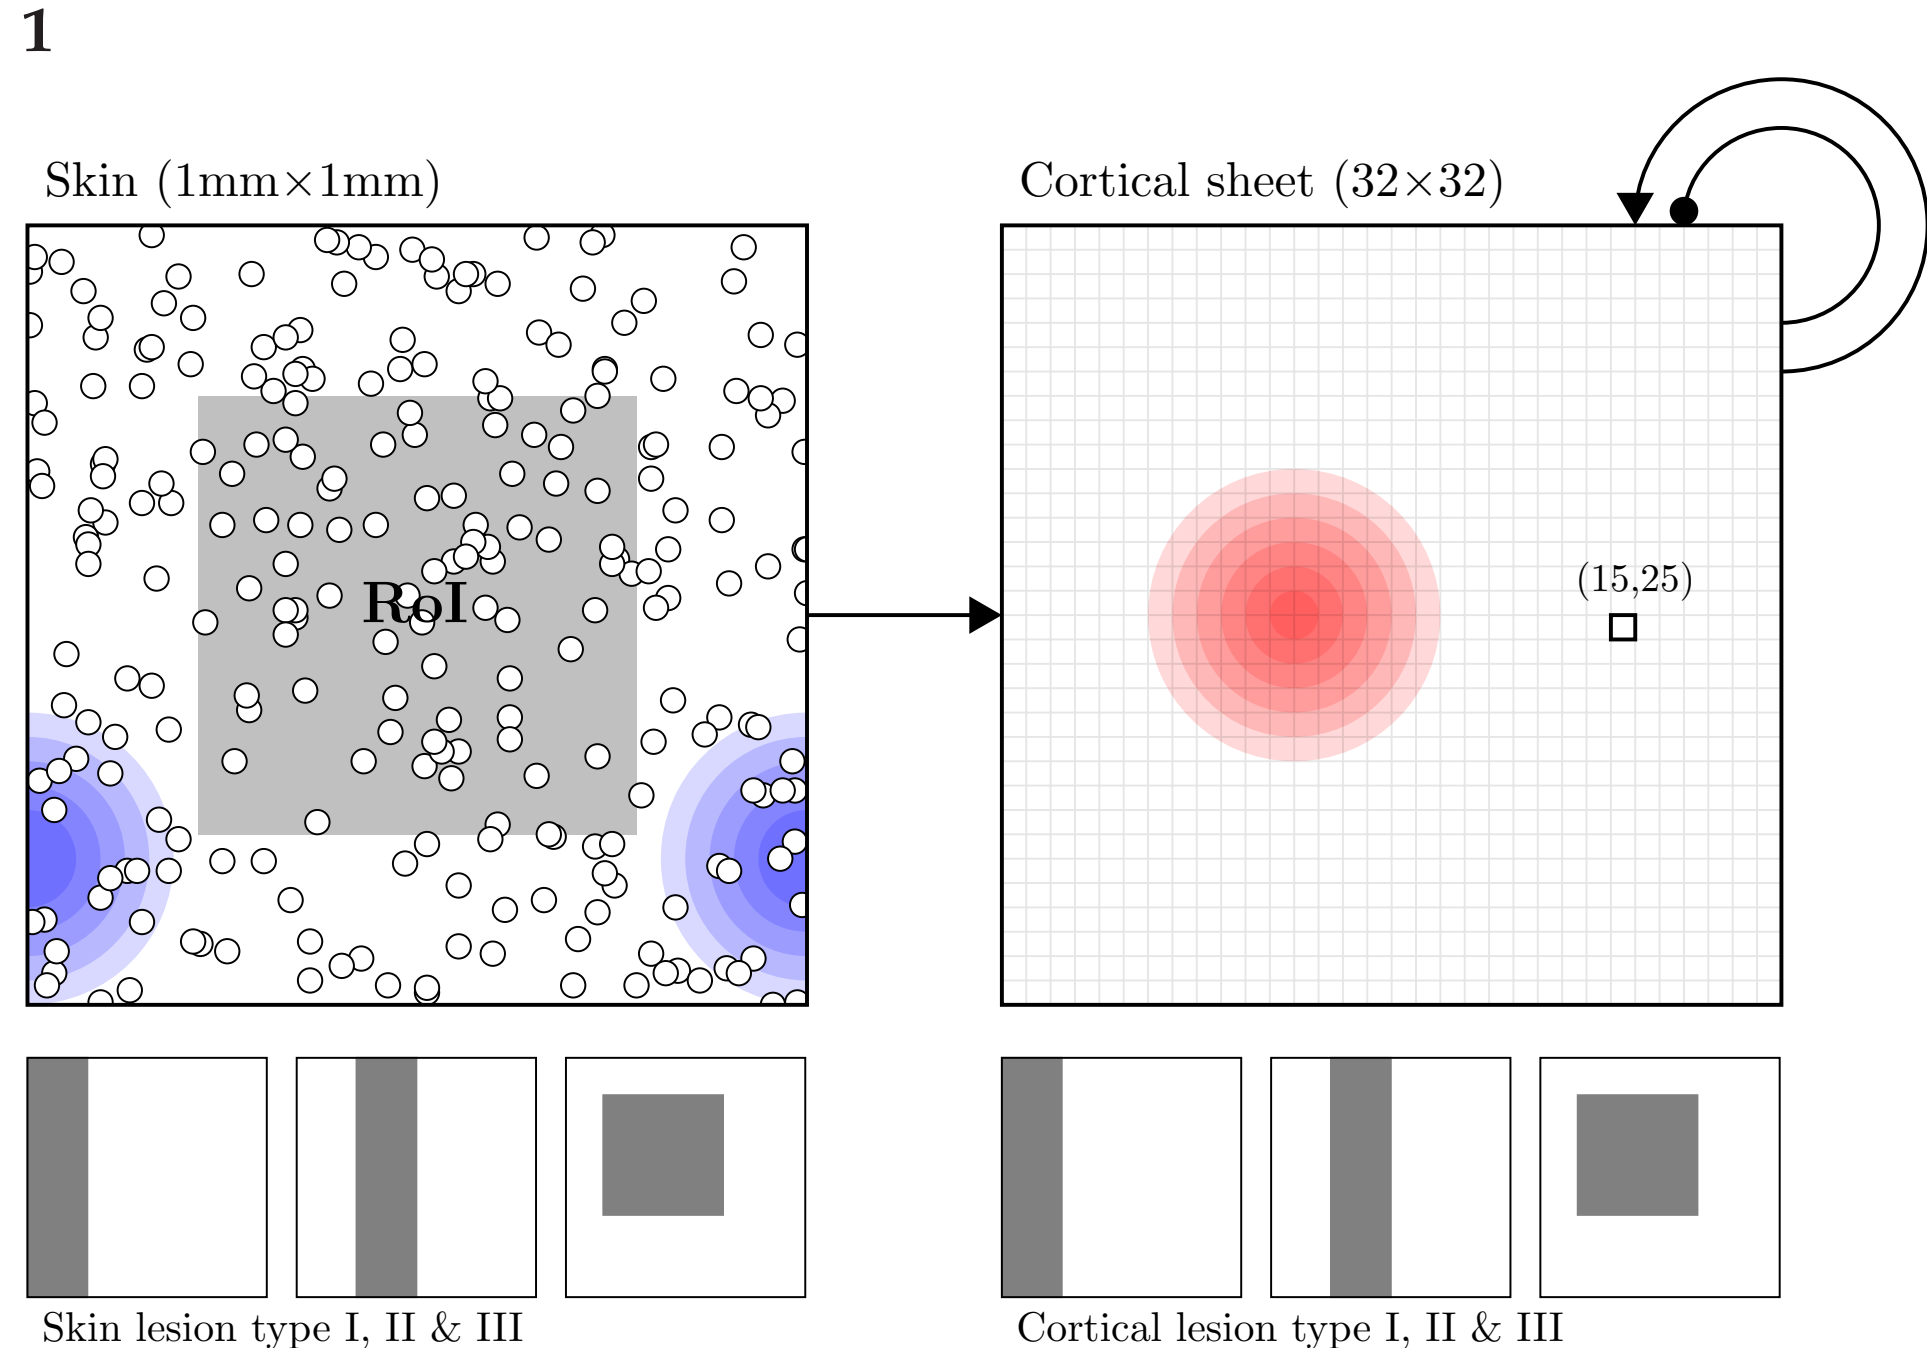 1
Skin (1mm×1mm)
Cortical sheet (32×32)
RoI
(15,25)
Skin lesion type I, II & III
Cortical lesion type I, II & III